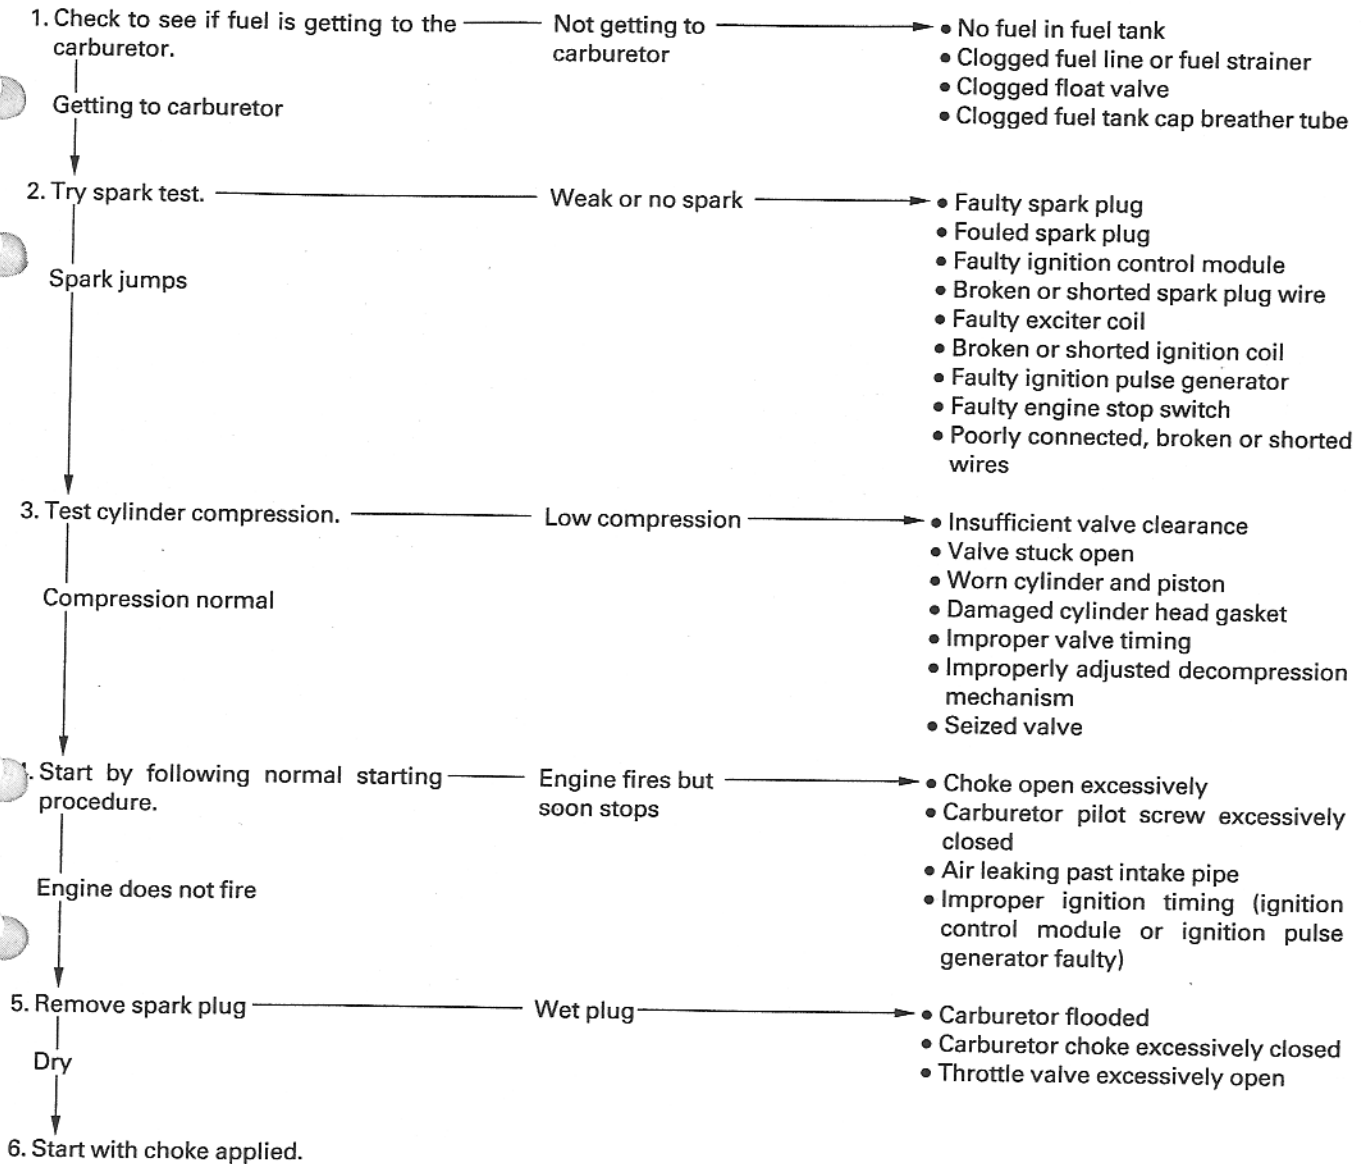 1. Check to see if fuel is getting to the
carburetor.
Not getting to
carburetor
• No fuel in fuel tank
• Clogged fuel line or fuel strainer
• Clogged float valve
• Clogged fuel tank cap breather tube
Getting to carburetor
2. Try spark test.
Weak or no spark
• Faulty spark plug
• Fouled spark plug
• Faulty ignition control module
• Broken or shorted spark plug wire
• Faulty exciter coil
• Broken or shorted ignition coil
• Faulty ignition pulse generator
• Faulty engine stop switch
• Poorly connected, broken or shorted
wires
Spark jumps
3. Test cylinder compression.
Low compression
• Insufficient valve clearance
• Valve stuck open
• Worn cylinder and piston
• Damaged cylinder head gasket
• Improper valve timing
• Improperly adjusted decompression
mechanism
• Seized valve
Compression normal
. Start by following normal starting
procedure.
Engine fires but
soon stops
• Choke open excessively
• Carburetor pilot screw excessively
closed
• Air leaking past intake pipe
• Improper ignition timing (ignition
control module or ignition pulse
generator faulty)
Engine does not fire
5. Remove spark plug
Wet plug
• Carburetor flooded
• Carburetor choke excessively closed
• Throttle valve excessively open
Dry
6. Start with choke applied.